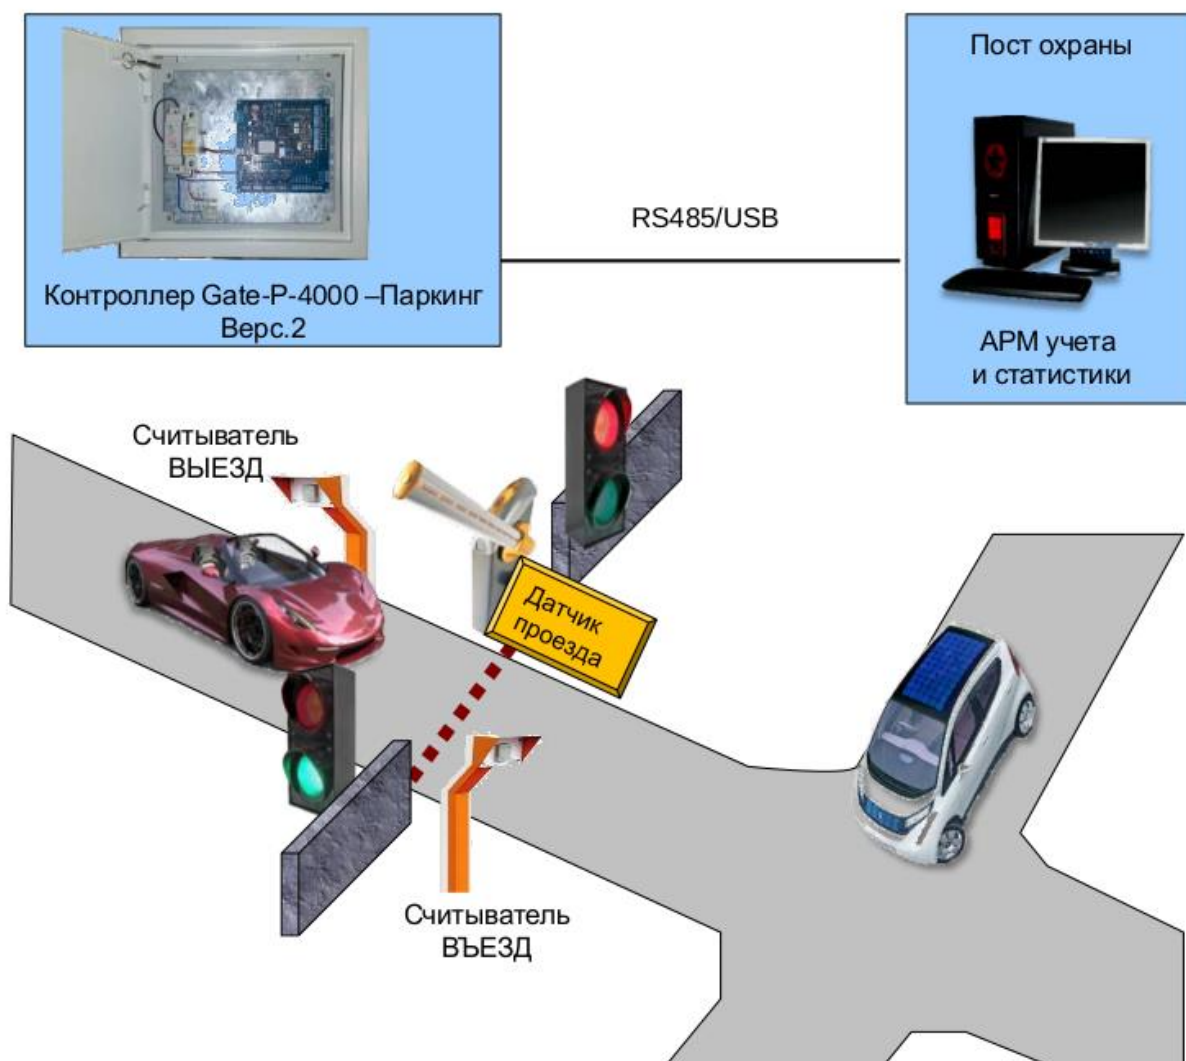 Пост охраны
RS485/USB
Контроллер Gate-P-4000 –Паркинг
Верс.2
АРМ учета
и статистики
Считыватель
ВЫЕЗД
Датчик
проезда
Считыватель
ВЪЕЗД